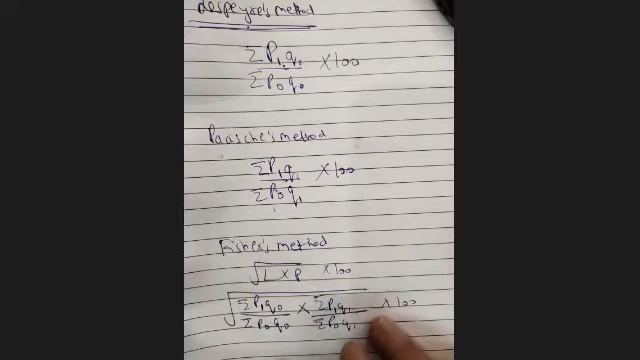 Laspeyre's method
ΣP₁q₀ / ΣP₀q₀ × 100
Paasche's method
ΣP₁q₁ / ΣP₀q₁ × 100
Fisher's method
√L × P × 100
√ΣP₁q₀ / ΣP₀q₀ × ΣP₁q₁ / ΣP₀q₁ × 100